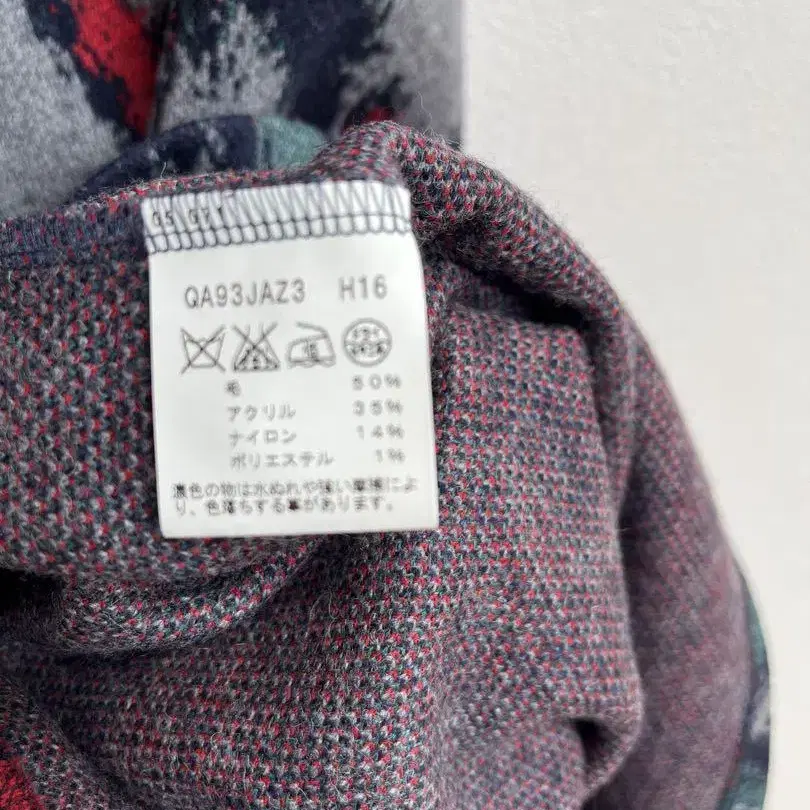 QA93JAZ3 H16
毛 50%
アクリル 35%
ナイロン 14%
ポリエステル 1%
濃色の物は水ぬれや強い摩擦によ
り、色落ちする事があります。